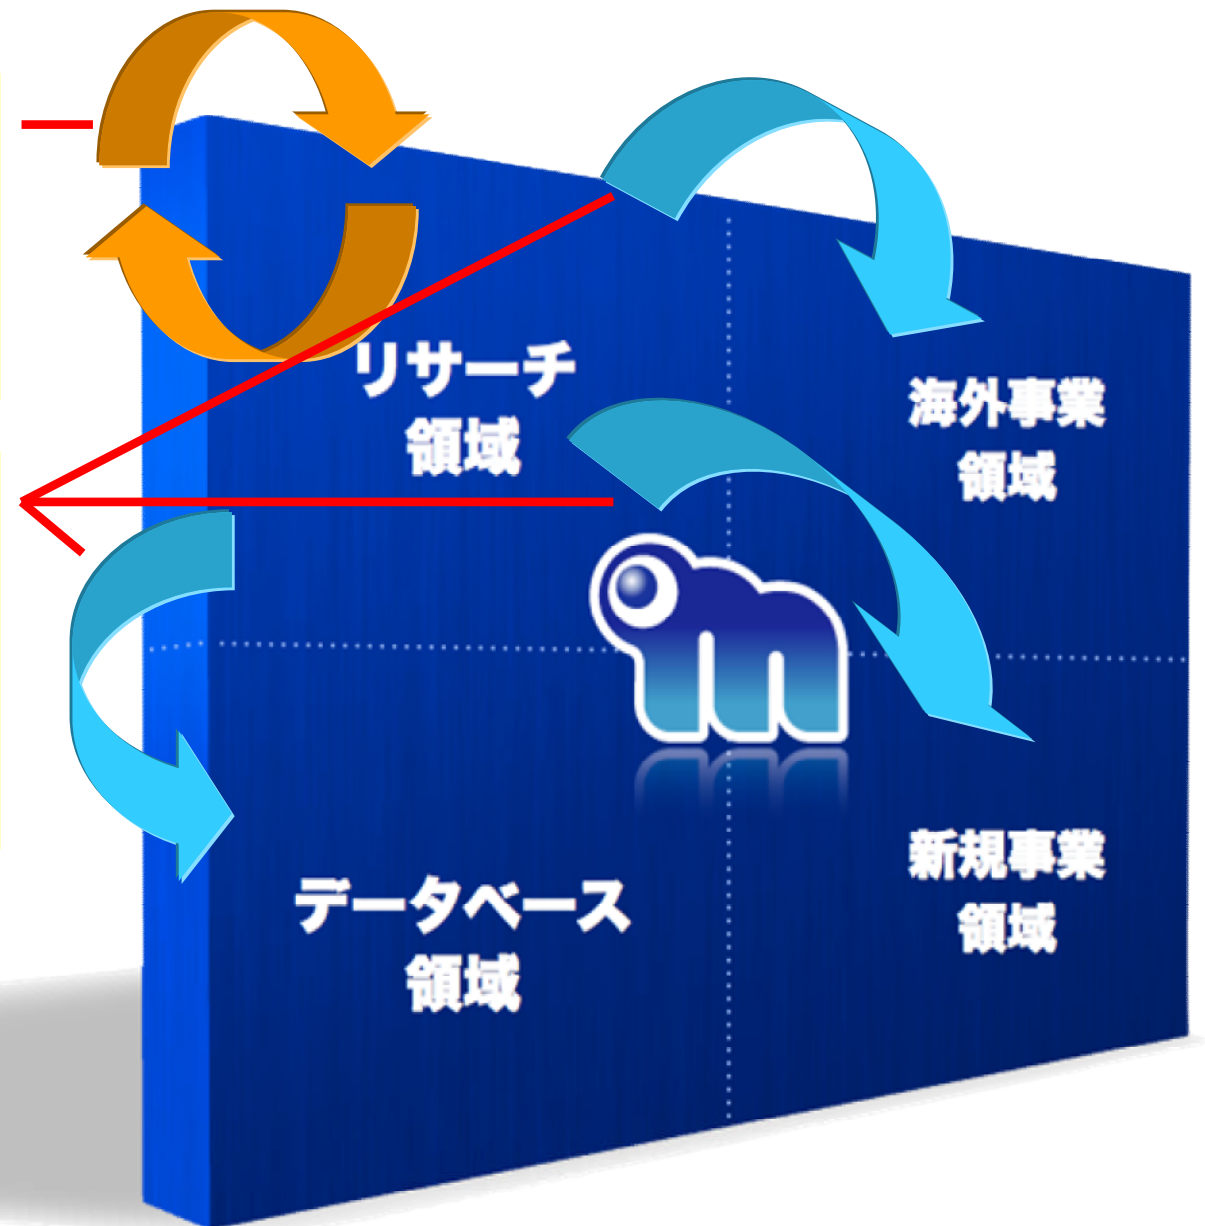 リサーチ
領域
海外事業
領域
データベース
領域
新規事業
領域